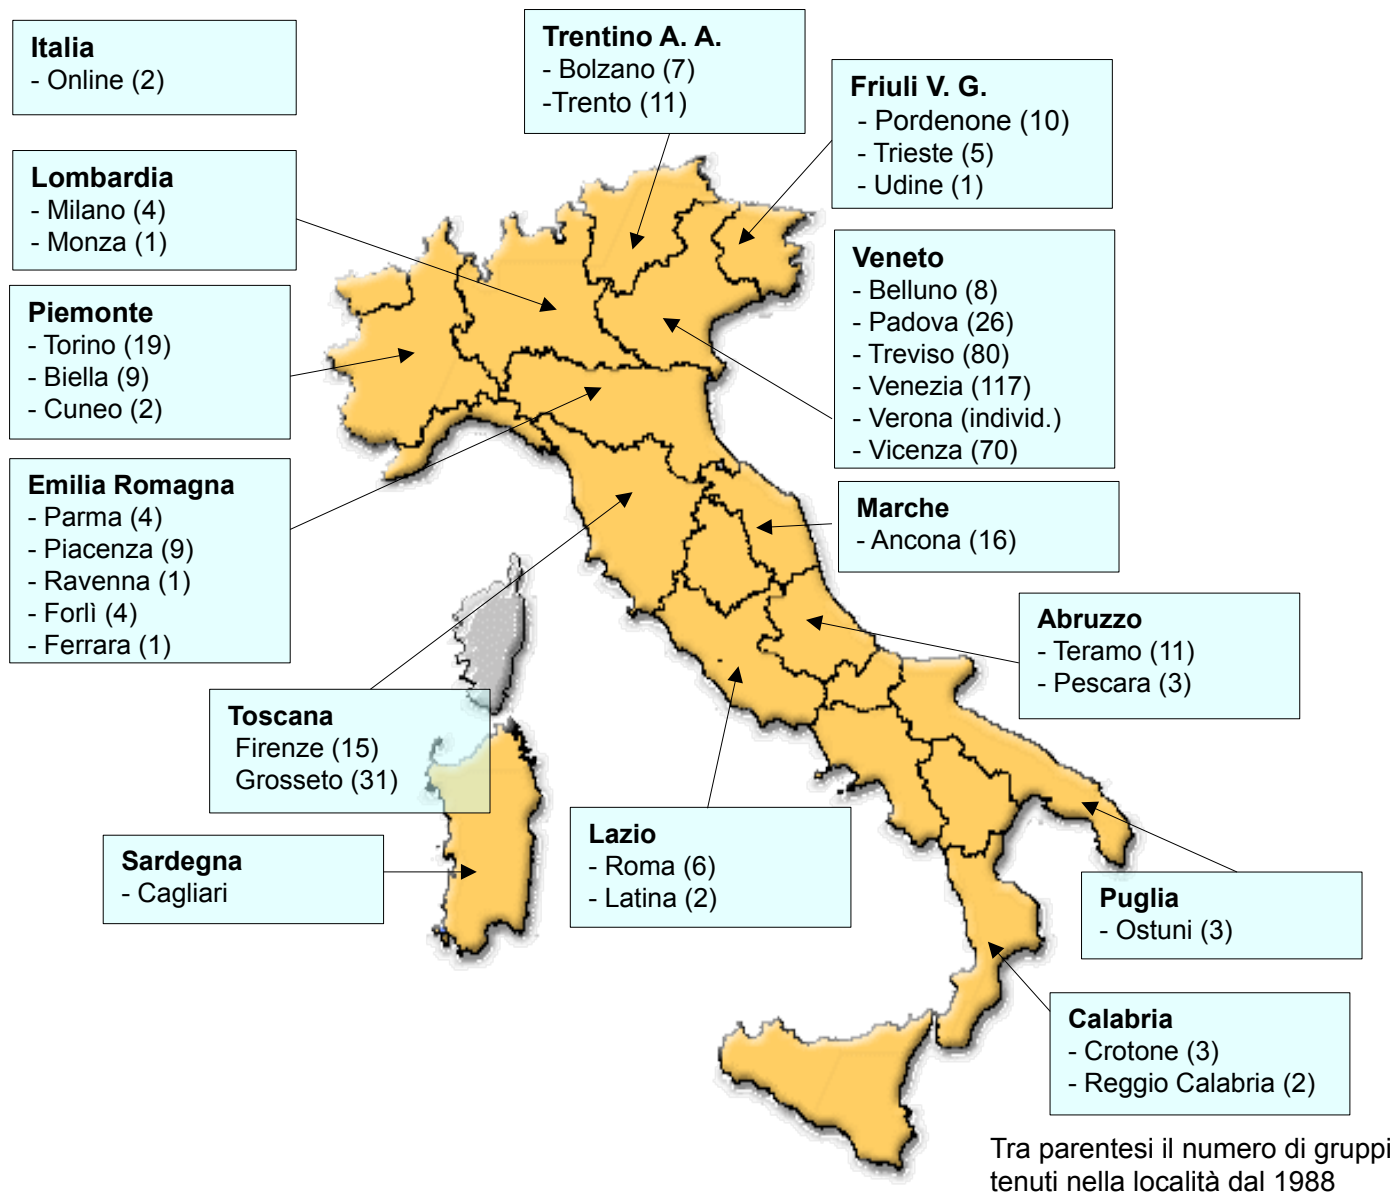 Italia
- Online (2)
Trentino A. A.
- Bolzano (7)
-Trento (11)
Friuli V. G.
- Pordenone (10)
- Trieste (5)
- Udine (1)
Lombardia
- Milano (4)
- Monza (1)
Veneto
- Belluno (8)
- Padova (26)
- Treviso (80)
- Venezia (117)
- Verona (individ.)
- Vicenza (70)
Piemonte
- Torino (19)
- Biella (9)
- Cuneo (2)
Emilia Romagna
- Parma (4)
- Piacenza (9)
- Ravenna (1)
- Forlì (4)
- Ferrara (1)
Marche
- Ancona (16)
Abruzzo
- Teramo (11)
- Pescara (3)
Toscana
Firenze (15)
Grosseto (31)
Lazio
- Roma (6)
- Latina (2)
Sardegna
- Cagliari
Puglia
- Ostuni (3)
Calabria
- Crotone (3)
- Reggio Calabria (2)
Tra parentesi il numero di gruppi
tenuti nella località dal 1988